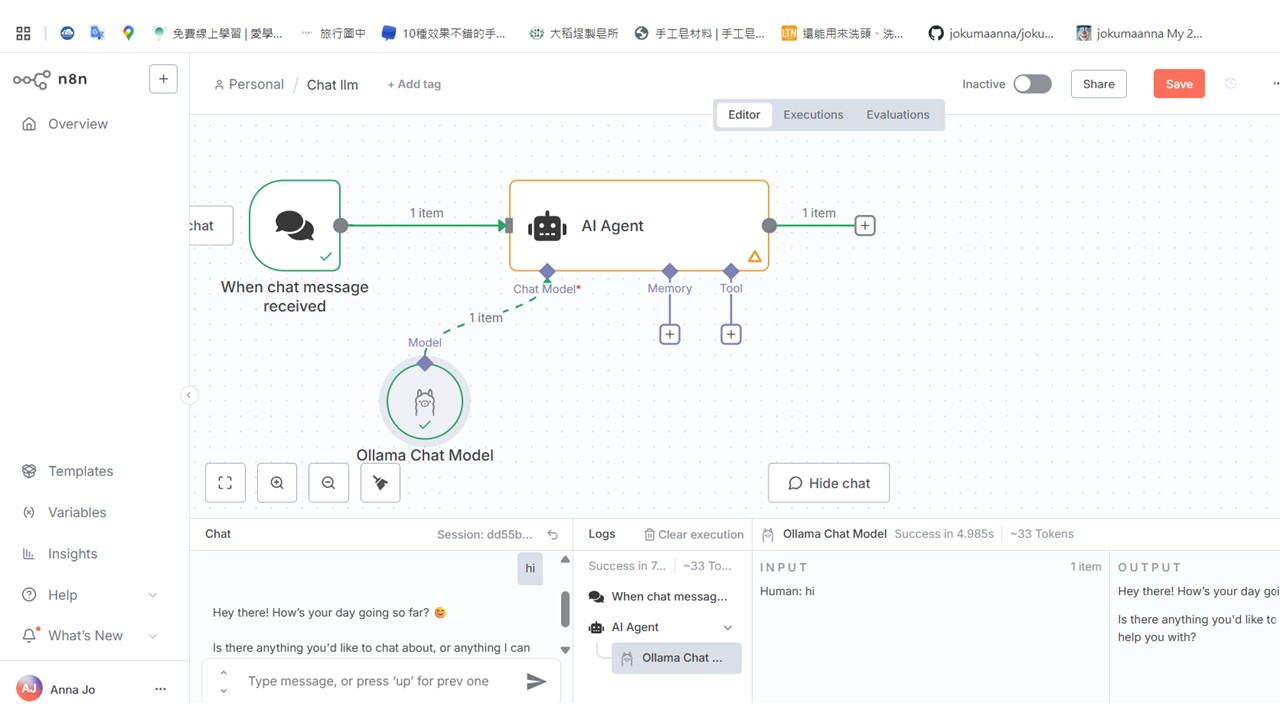 免費線上學習 | 愛學...
旅行圖中
10種效果不錯的手...
大稻埕製皂所
手工皂材料 | 手工皂...
LTN
還能用來洗頭、洗...
jokumaanna/joku...
jokumaanna My 2...
n8n
Personal / Chat llm
+ Add tag
Inactive
Share
Save
Overview
Editor
Executions
Evaluations
chat
1 item
AI Agent
1 item
When chat message
received
Chat Model*
Memory
Tool
1 item
Model
Ollama Chat Model
Templates
Variables
Insights
Help
What's New
AJ
Anna Jo
Hide chat
Chat
Session: dd55b...
hi
Hey there! How's your day going so far? 😊
Is there anything you'd like to chat about, or anything I can
Type message, or press 'up' for prev one
Logs
Clear execution
Success in 7...
~33 To...
When chat messag...
AI Agent
Ollama Chat ...
Ollama Chat Model
Success in 4.985s
~33 Tokens
INPUT
1 item
Human: hi
OUTPUT
Hey there! How's your day goi
Is there anything you'd like to
help you with?